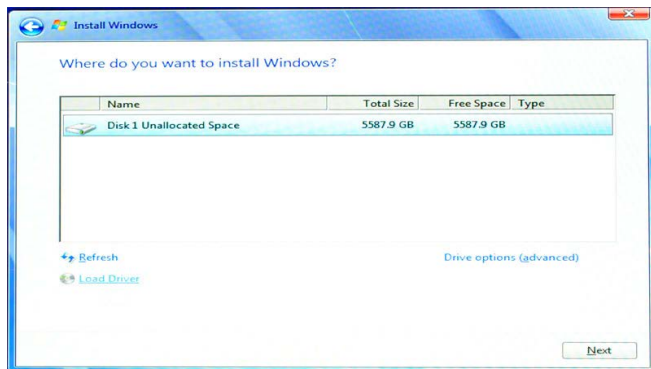 Install Windows
Where do you want to install Windows?
Name Total Size Free Space Type
Disk 1 Unallocated Space 5587.9 GB 5587.9 GB
Refresh Drive options (advanced)
Load Driver
Next